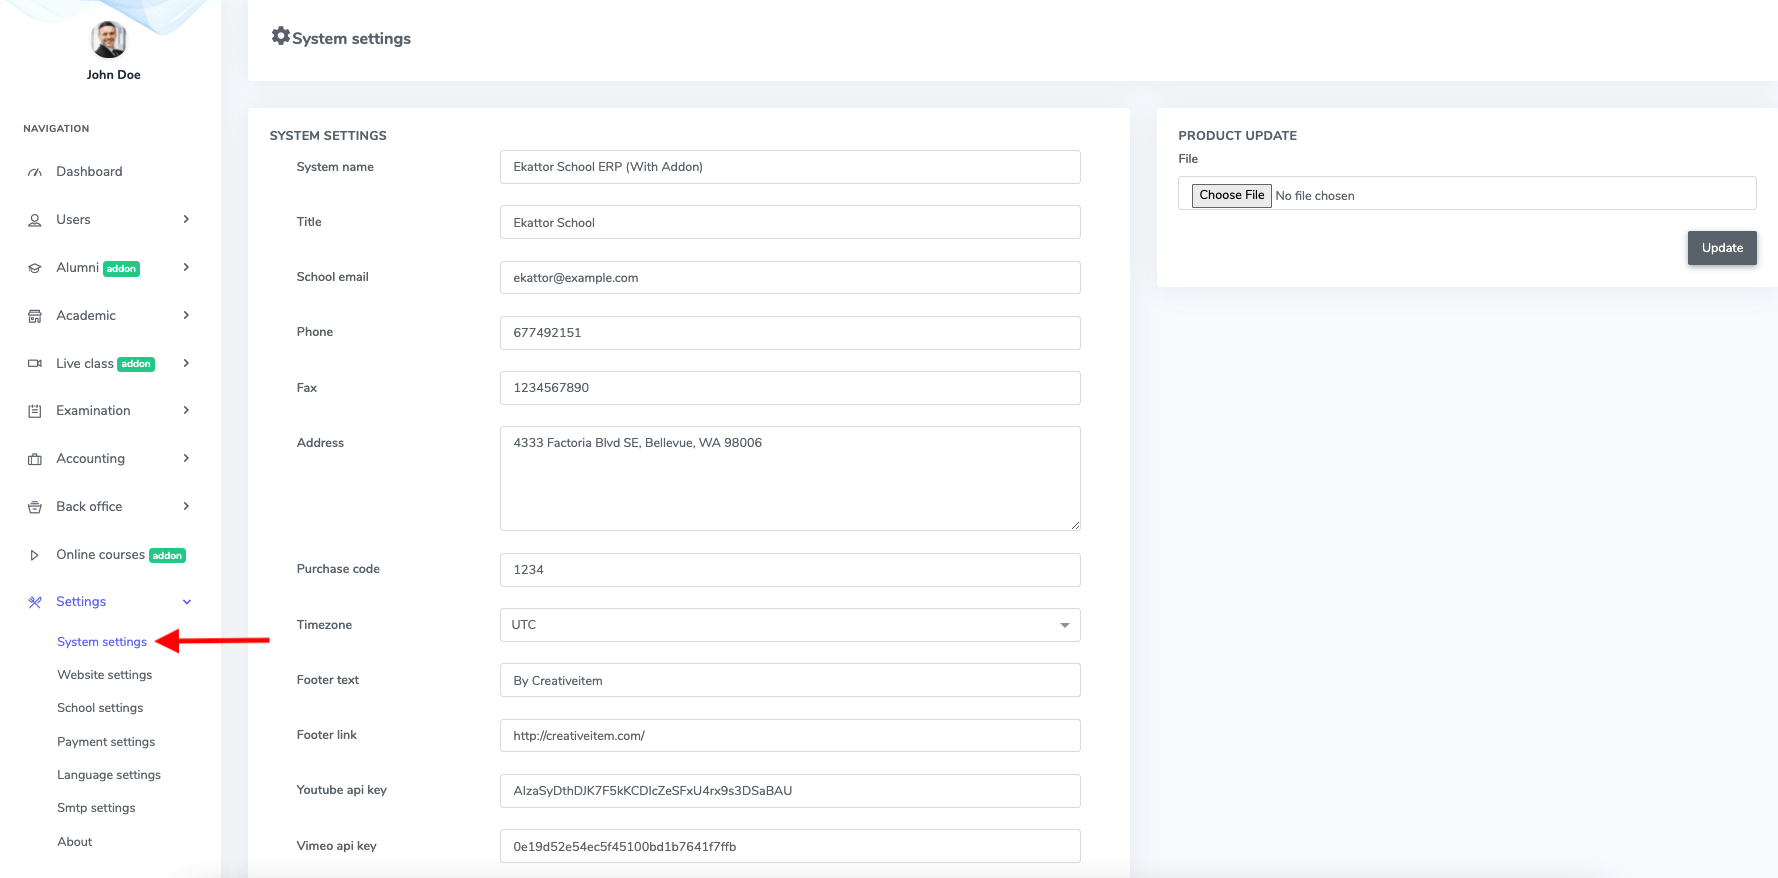 John Doe
NAVIGATION
Dashboard
Users
Alumni addon
Academic
Live class addon
Examination
Accounting
Back office
Online courses addon
Settings
System settings
Website settings
School settings
Payment settings
Language settings
Smtp settings
About
System settings
SYSTEM SETTINGS
System name
Ekattor School ERP (With Addon)
Title
Ekattor School
School email
ekattor@example.com
Phone
677492151
Fax
1234567890
Address
4333 Factoria Blvd SE, Bellevue, WA 98006
Purchase code
1234
Timezone
UTC
Footer text
By Creativeitem
Footer link
http://creativeitem.com/
Youtube api key
AIzaSyDthDJK7F5kKCDIcZeSFxU4rx9s3DSaBAU
Vimeo api key
0e19d52e54ec5f45100bd1b7641f7ffb
PRODUCT UPDATE
File
Choose File No file chosen
Update